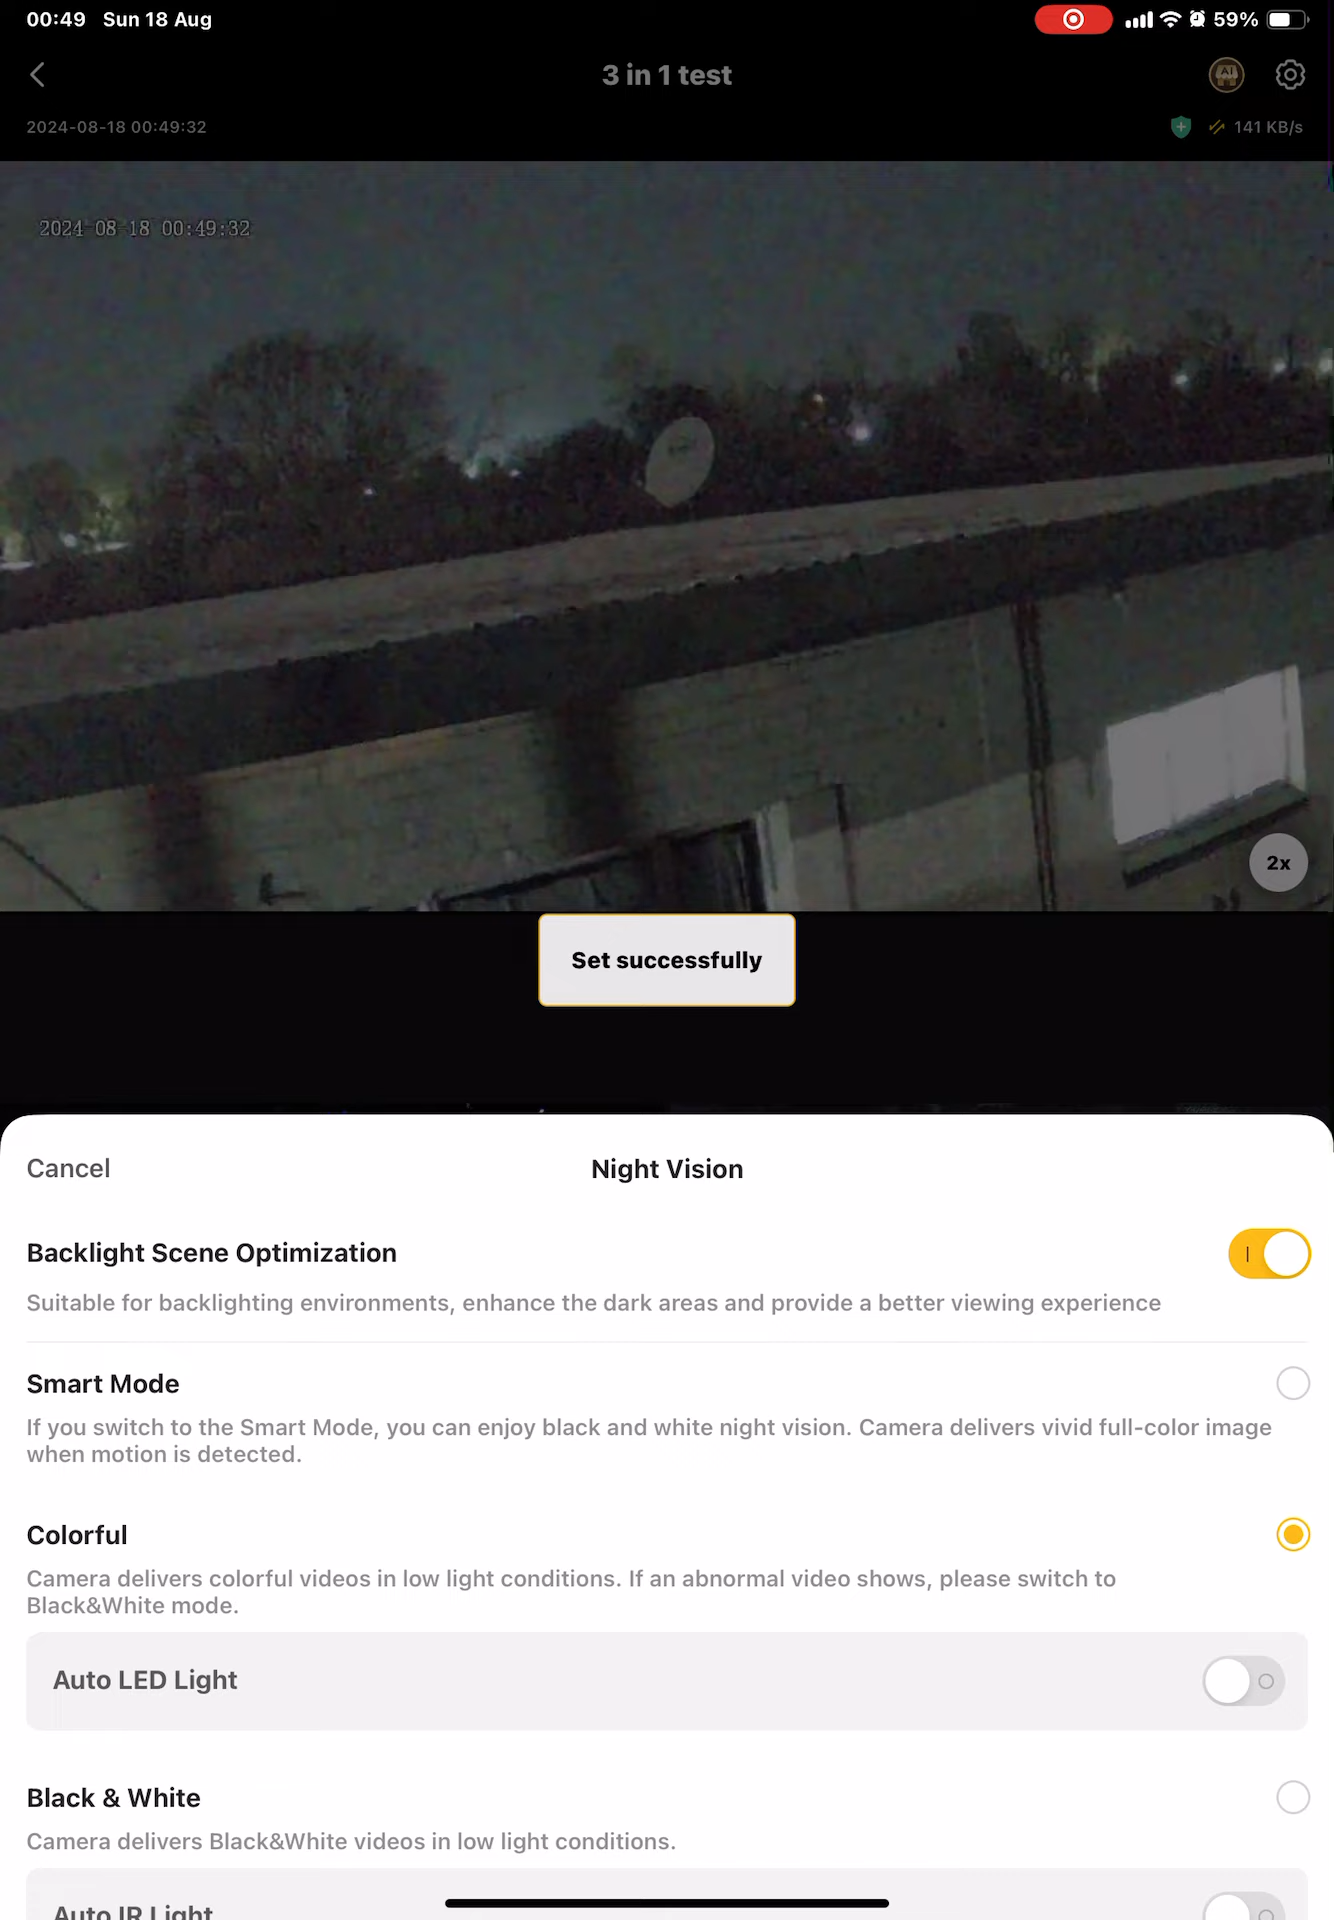 00:49 Sun 18 Aug
59%
3 in 1 test
AI
2024-08-18 00:49:32
141 KB/s
2024-08-18 00:49:32
2x
Set successfully
Cancel
Night Vision
Backlight Scene Optimization
Suitable for backlighting environments, enhance the dark areas and provide a better viewing experience
Smart Mode
If you switch to the Smart Mode, you can enjoy black and white night vision. Camera delivers vivid full-color image
when motion is detected.
Colorful
Camera delivers colorful videos in low light conditions. If an abnormal video shows, please switch to
Black&White mode.
Auto LED Light
Black & White
Camera delivers Black&White videos in low light conditions.
Auto IR Light